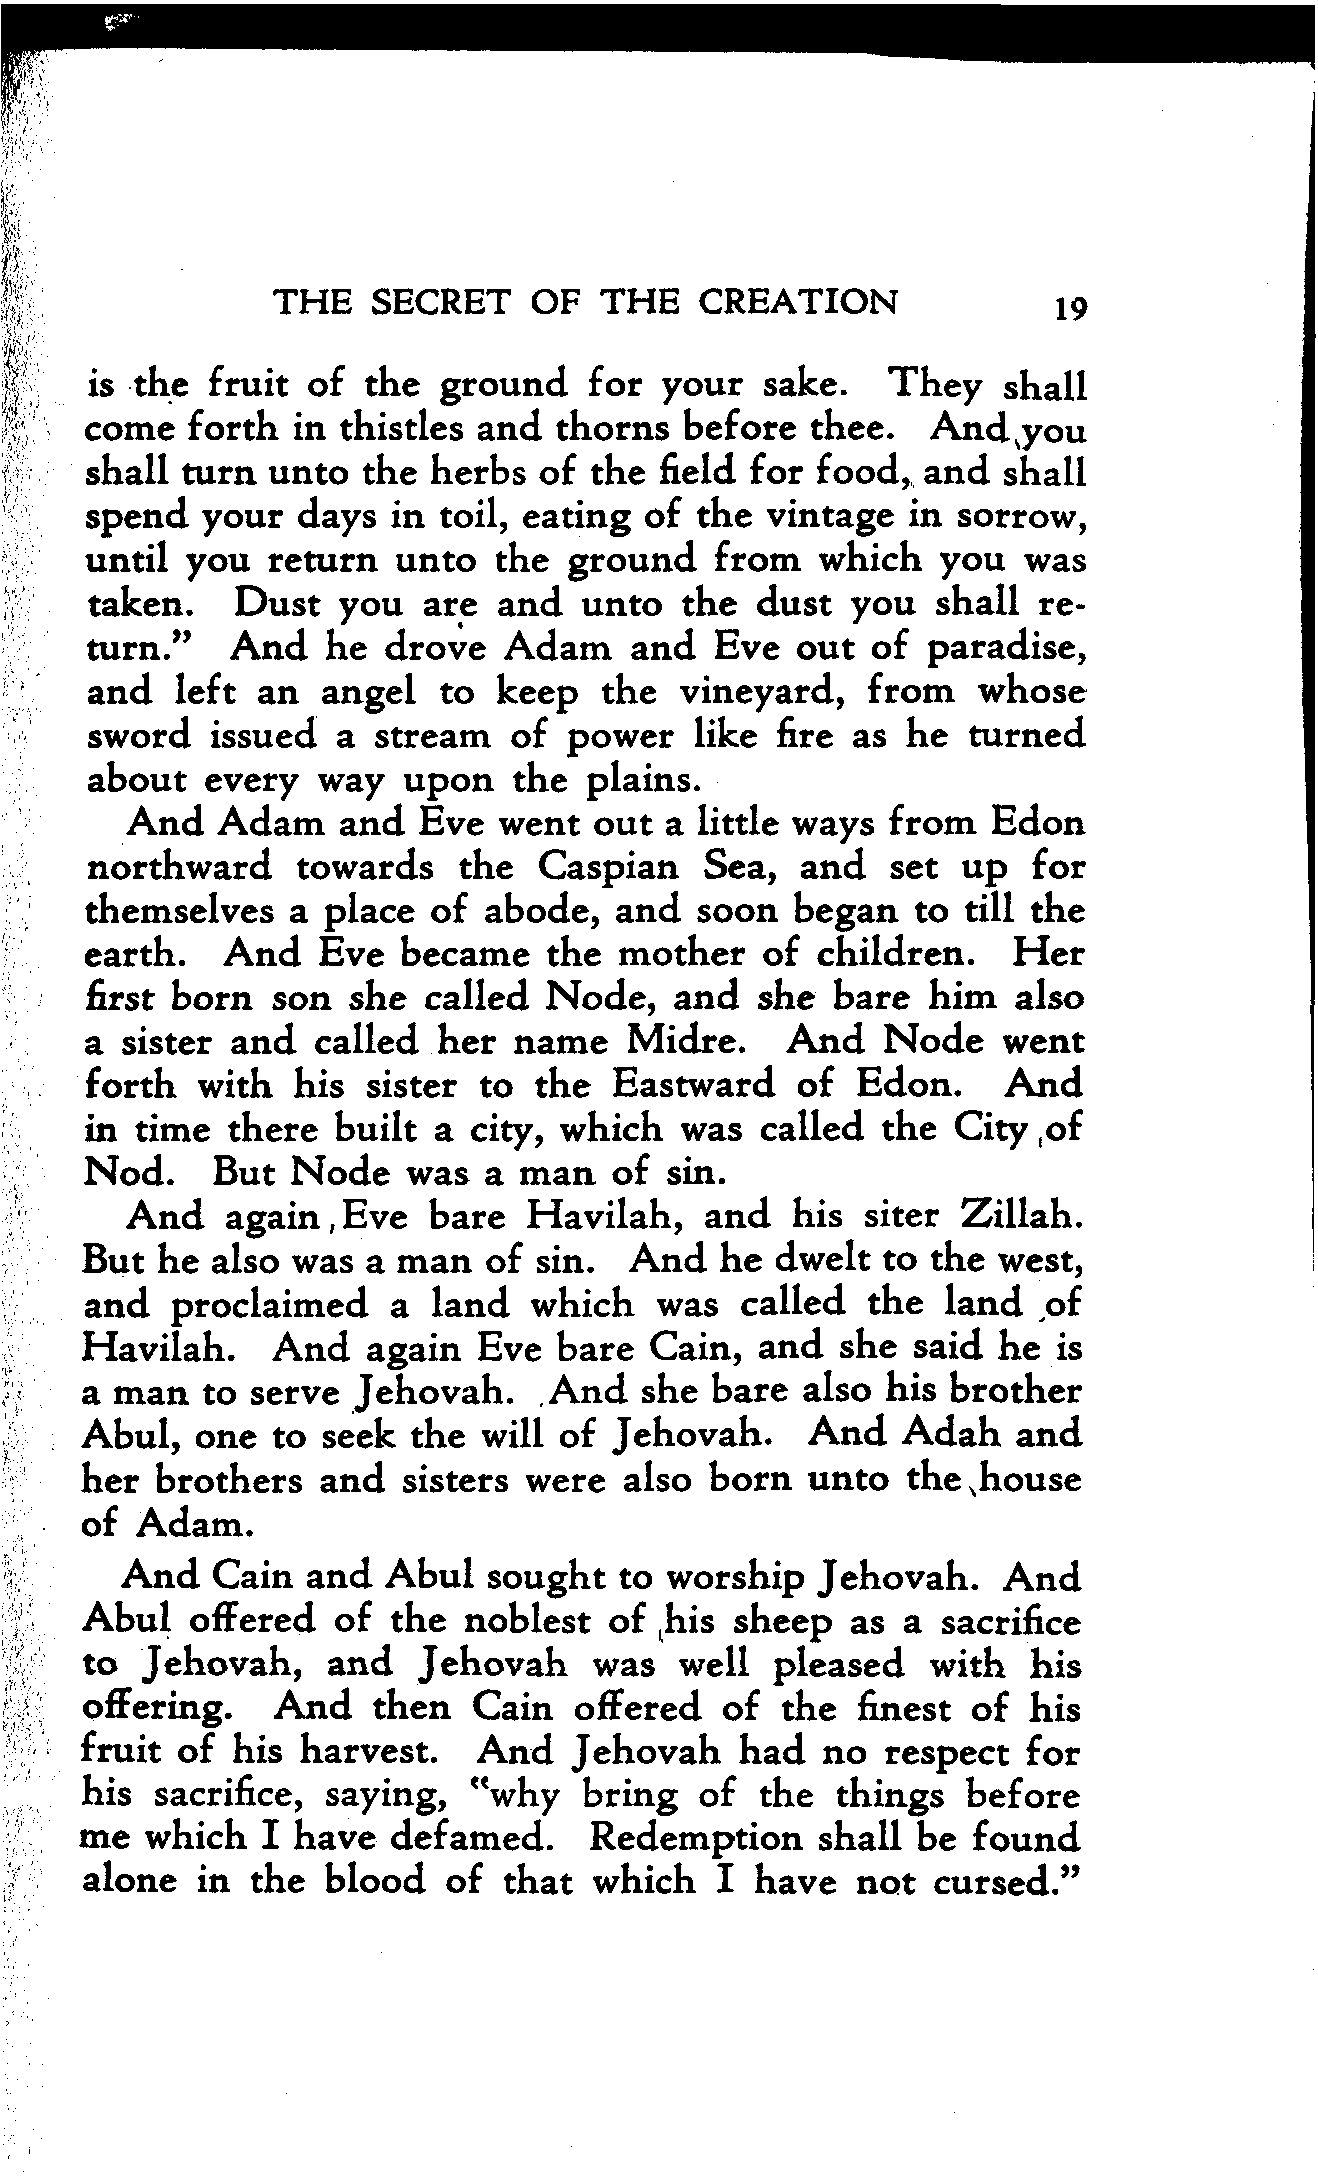 THE SECRET OF THE CREATION 19
is the fruit of the ground for your sake. They shall
come forth in thistles and thorns before thee. And you
shall turn unto the herbs of the field for food, and shall
spend your days in toil, eating of the vintage in sorrow,
until you return unto the ground from which you was
taken. Dust you are and unto the dust you shall re-
turn.” And he drove Adam and Eve out of paradise,
and left an angel to keep the vineyard, from whose
sword issued a stream of power like fire as he turned
about every way upon the plains.
And Adam and Eve went out a little ways from Edon
northward towards the Caspian Sea, and set up for
themselves a place of abode, and soon began to till the
earth. And Eve became the mother of children. Her
first born son she called Node, and she bare him also
a sister and called her name Midre. And Node went
forth with his sister to the Eastward of Edon. And
in time there built a city, which was called the City of
Nod. But Node was a man of sin.
And again Eve bare Havilah, and his siter Zillah.
But he also was a man of sin. And he dwelt to the west,
and proclaimed a land which was called the land of
Havilah. And again Eve bare Cain, and she said he is
a man to serve Jehovah. And she bare also his brother
Abul, one to seek the will of Jehovah. And Adah and
her brothers and sisters were also born unto the house
of Adam.
And Cain and Abul sought to worship Jehovah. And
Abul offered of the noblest of his sheep as a sacrifice
to Jehovah, and Jehovah was well pleased with his
offering. And then Cain offered of the finest of his
fruit of his harvest. And Jehovah had no respect for
his sacrifice, saying, “why bring of the things before
me which I have defamed. Redemption shall be found
alone in the blood of that which I have not cursed.”